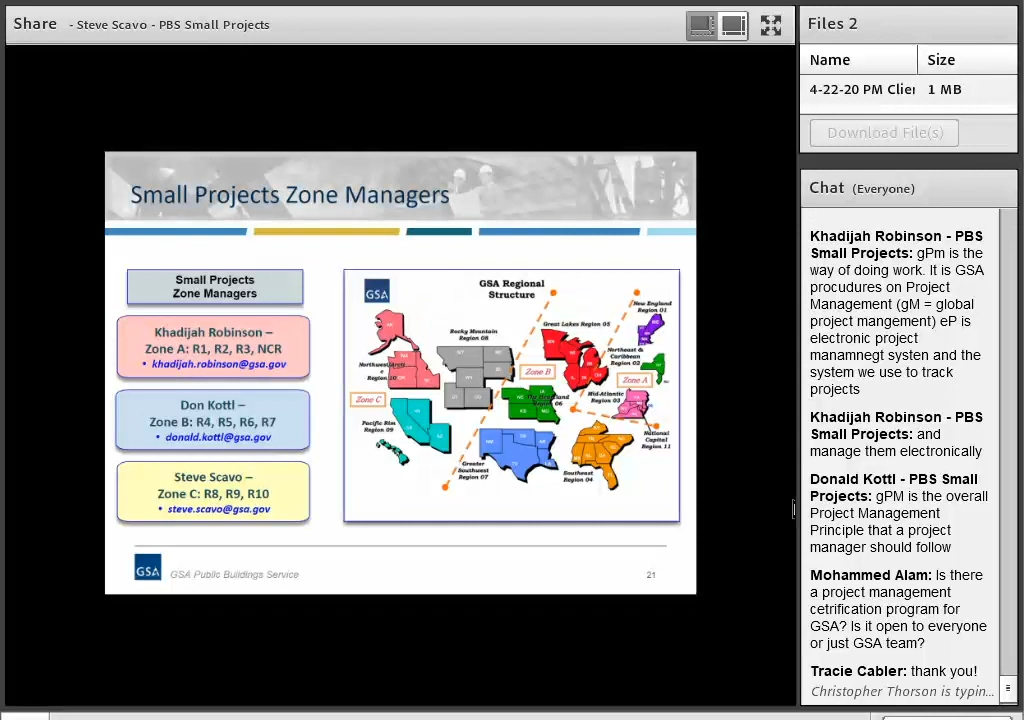 Share - Steve Scavo - PBS Small Projects
Small Projects Zone Managers
Small Projects
Zone Managers
Khadijah Robinson –
Zone A: R1, R2, R3, NCR
• khadijah.robinson@gsa.gov
Don Kottl –
Zone B: R4, R5, R6, R7
• donald.kottl@gsa.gov
Steve Scavo –
Zone C: R8, R9, R10
• steve.scavo@gsa.gov
GSA
GSA Regional
Structure
New England
Region 01
Great Lakes Region 05
Rocky Mountain
Region 08
Northeast &
Caribbean
Region 02
Region 10
Zone B
Zone A
Mid-Atlantic
Region 03
Region 06
Zone C
Pacific Rim
Region 09
National
Capital
Region 11
Greater
Southwest
Region 07
Southeast
Region 04
GSA
GSA Public Buildings Service
21
Files 2
Name Size
4-22-20 PM Clie 1 MB
Download File(s)
Chat (Everyone)
Khadijah Robinson - PBS
Small Projects: gPm is the
way of doing work. It is GSA
procudures on Project
Management (gM = global
project mangement) eP is
electronic project
manamnegt systen and the
system we use to track
projects
Khadijah Robinson - PBS
Small Projects: and
manage them electronically
Donald Kottl - PBS Small
Projects: gPM is the overall
Project Management
Principle that a project
manager should follow
Mohammed Alam: Is there
a project management
cetrification program for
GSA? Is it open to everyone
or just GSA team?
Tracie Cabler: thank you!
Christopher Thorson is typin...